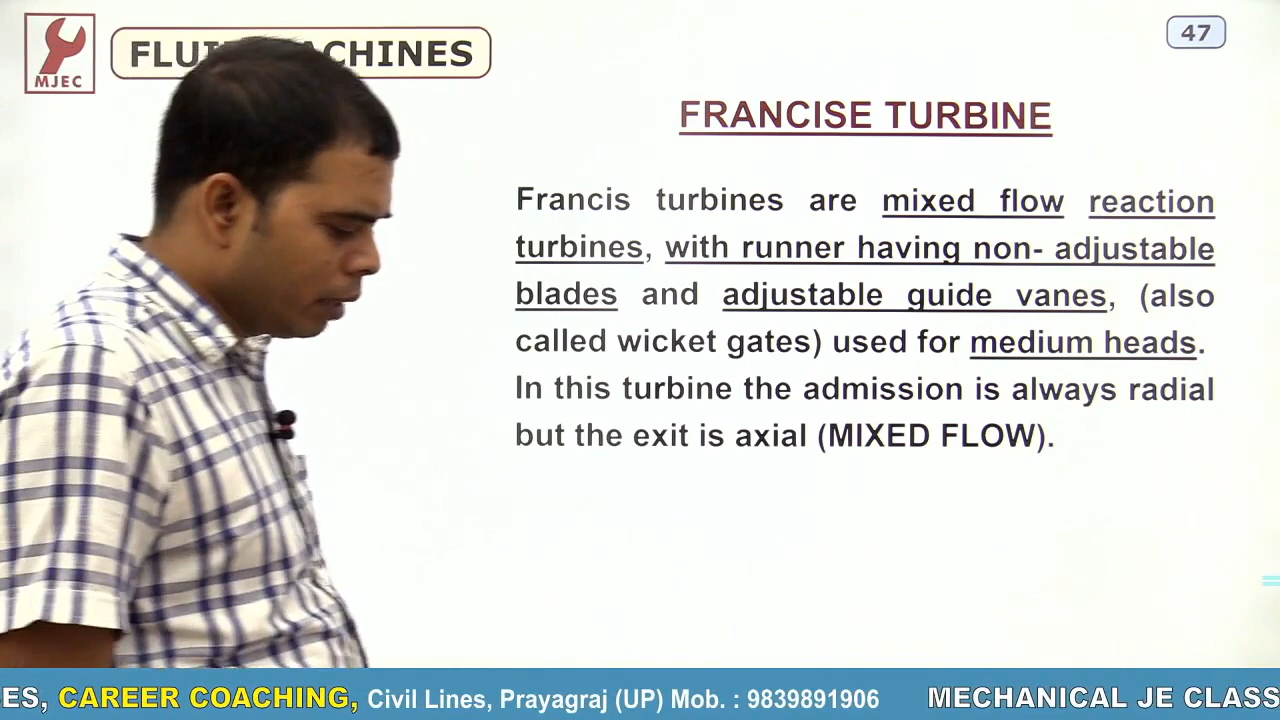 MJEC
FLUI ACHINES
47
FRANCISE TURBINE
Francis turbines are mixed flow reaction
turbines, with runner having non- adjustable
blades and adjustable guide vanes, (also
called wicket gates) used for medium heads.
In this turbine the admission is always radial
but the exit is axial (MIXED FLOW).
ES, CAREER COACHING, Civil Lines, Prayagraj (UP) Mob. : 9839891906 MECHANICAL JE CLASS